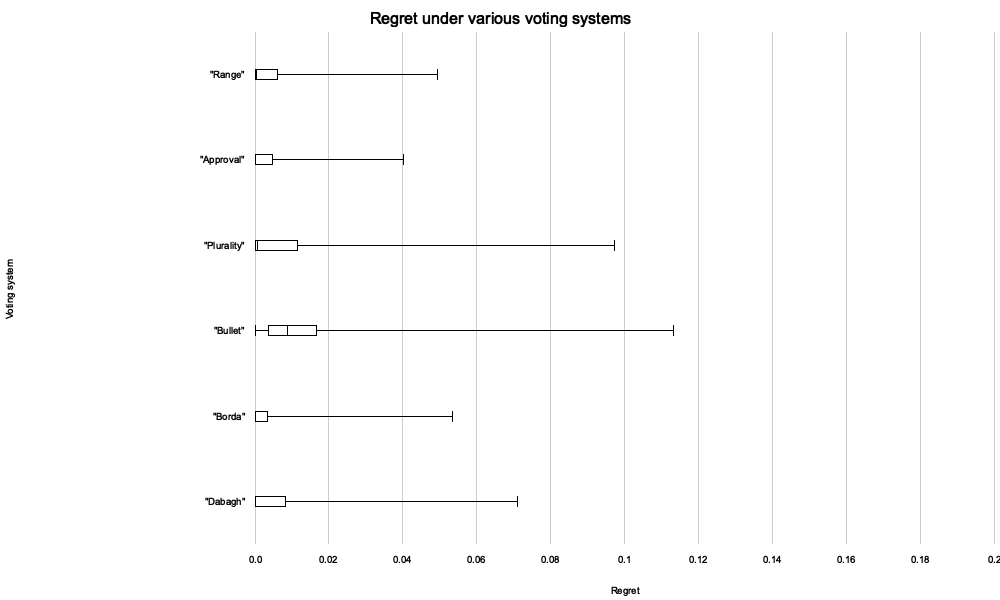 Regret under various voting systems
"Range"
"Approval"
"Plurality"
Voting system
"Bullet"
"Borda"
"Dabagh"
0.0 0.02 0.04 0.06 0.08 0.1 0.12 0.14 0.16 0.18 0.2
Regret